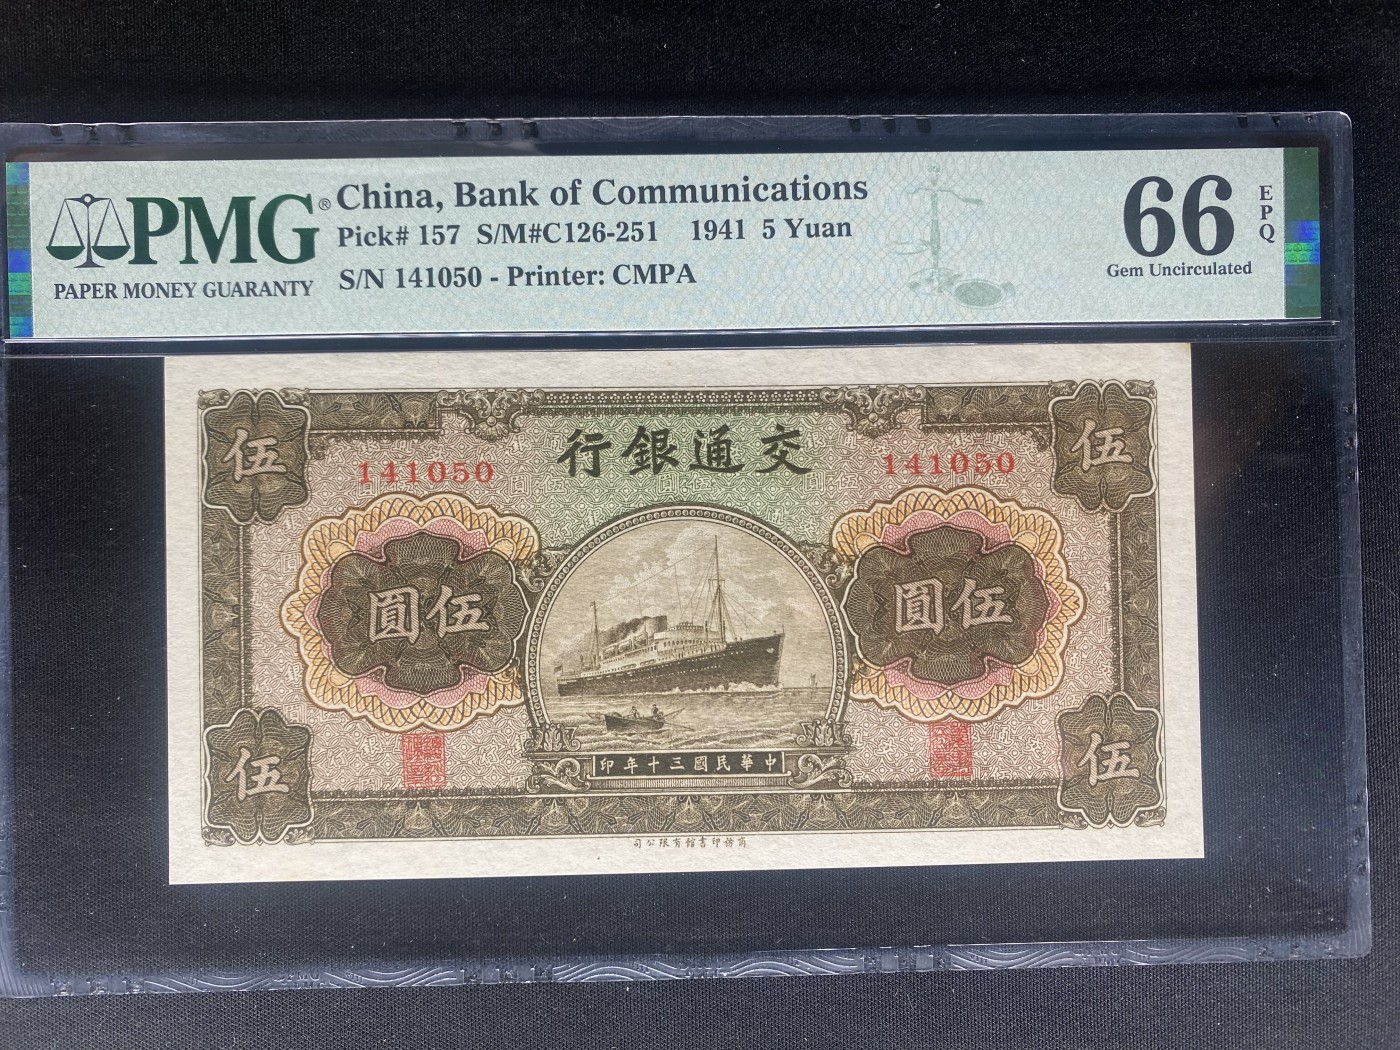 PMG® China, Bank of Communications
Pick# 157 S/M#C126-251 1941 5 Yuan
PAPER MONEY GUARANTY S/N 141050 - Printer: CMPA
66 EPQ
Gem Uncirculated
行銀通交
伍 伍
141050 141050
圓伍 圓伍
印年十三國民華中
伍 伍
司公限有館書印務商